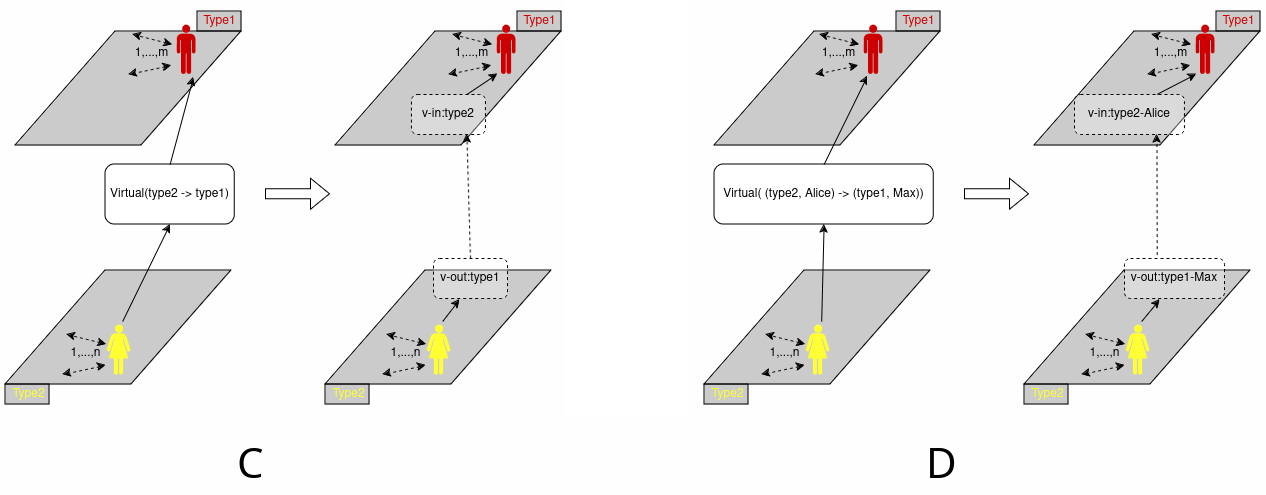 Type1
Type1
Type1
Type1
1,...,m
1,...,m
1,...,m
1,...,m
v-in:type2
v-in:type2-Alice
Virtual(type2 -> type1)
Virtual( (type2, Alice) -> (type1, Max))
v-out:type1
v-out:type1-Max
1,...,n
1,...,n
1,...,n
1,...,n
Type2
Type2
Type2
Type2
C
D